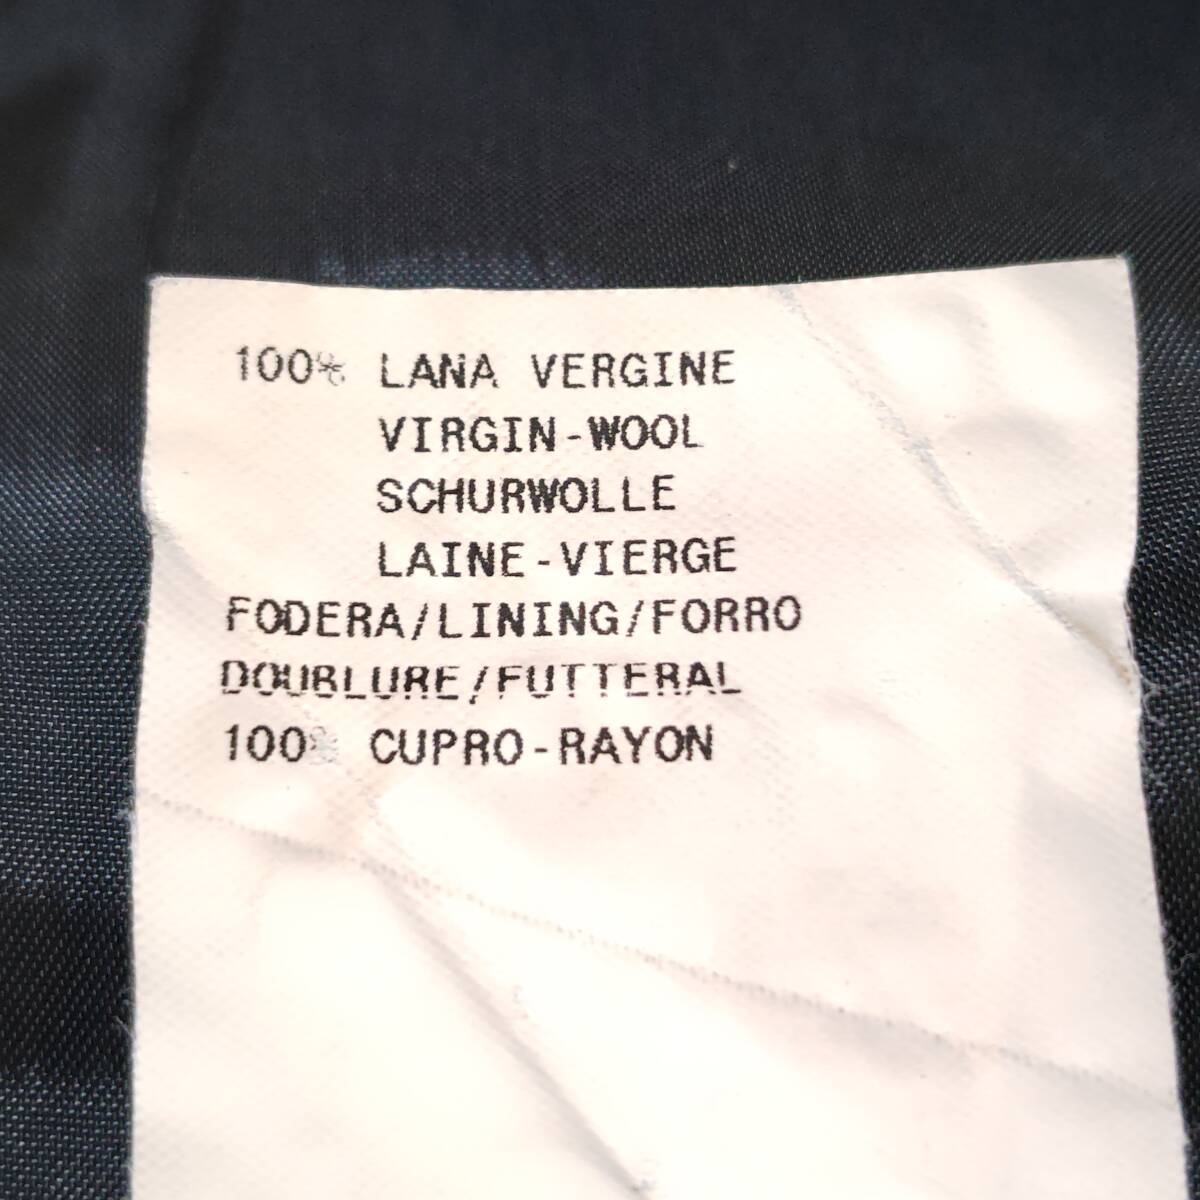 100% LANA VERGINE
VIRGIN-WOOL
SCHURWOLLE
LAINE-VIERGE
FODERA/LINING/FORRO
DOUBLURE/FUTTERAL
100% CUPRO-RAYON